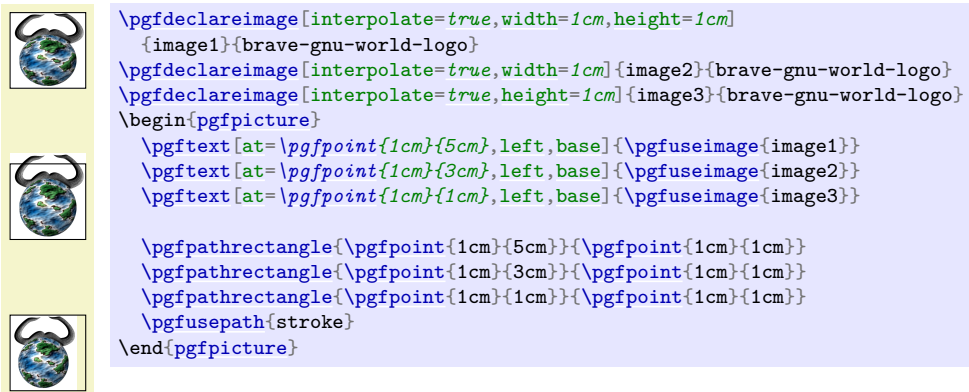 \pgfdeclareimage[interpolate=true,width=1cm,height=1cm]
{image1}{brave-gnu-world-logo}
\pgfdeclareimage[interpolate=true,width=1cm]{image2}{brave-gnu-world-logo}
\pgfdeclareimage[interpolate=true,height=1cm]{image3}{brave-gnu-world-logo}
\begin{pgfpicture}
\pgftext[at=\pgfpoint{1cm}{5cm},left,base]{\pgfuseimage{image1}}
\pgftext[at=\pgfpoint{1cm}{3cm},left,base]{\pgfuseimage{image2}}
\pgftext[at=\pgfpoint{1cm}{1cm},left,base]{\pgfuseimage{image3}}
\pgfpathrectangle{\pgfpoint{1cm}{5cm}}{\pgfpoint{1cm}{1cm}}
\pgfpathrectangle{\pgfpoint{1cm}{3cm}}{\pgfpoint{1cm}{1cm}}
\pgfpathrectangle{\pgfpoint{1cm}{1cm}}{\pgfpoint{1cm}{1cm}}
\pgfusepath{stroke}
\end{pgfpicture}